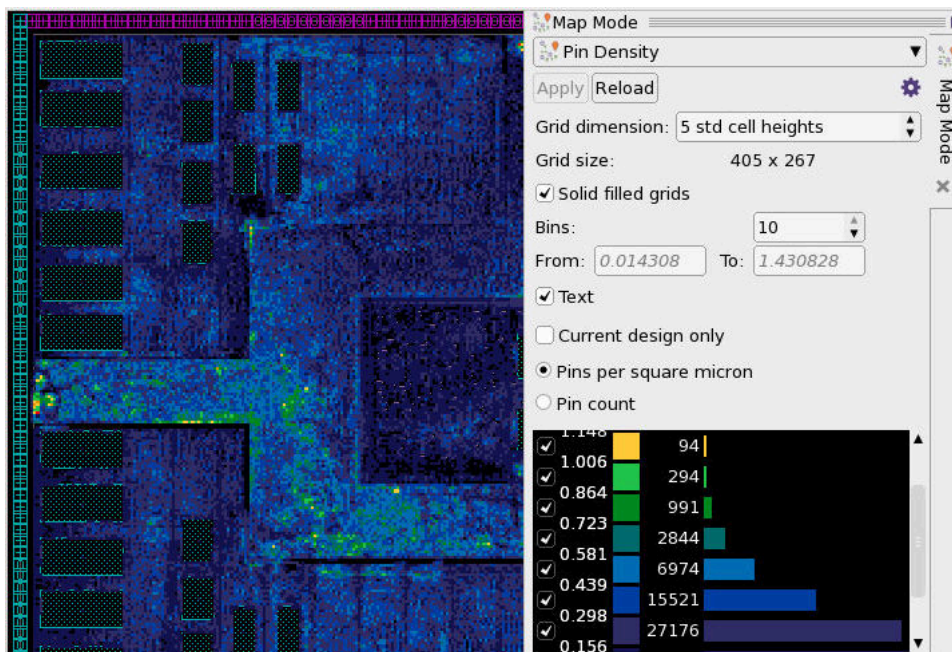 Map Mode
Pin Density
Apply Reload
Map Mode
Grid dimension: 5 std cell heights
Grid size: 405 x 267
Solid filled grids
Bins: 10
From: 0.014308 To: 1.430828
Text
Current design only
Pins per square micron
Pin count
1.148
94
1.006
294
0.864
991
0.723
2844
0.581
6974
0.439
15521
0.298
27176
0.156